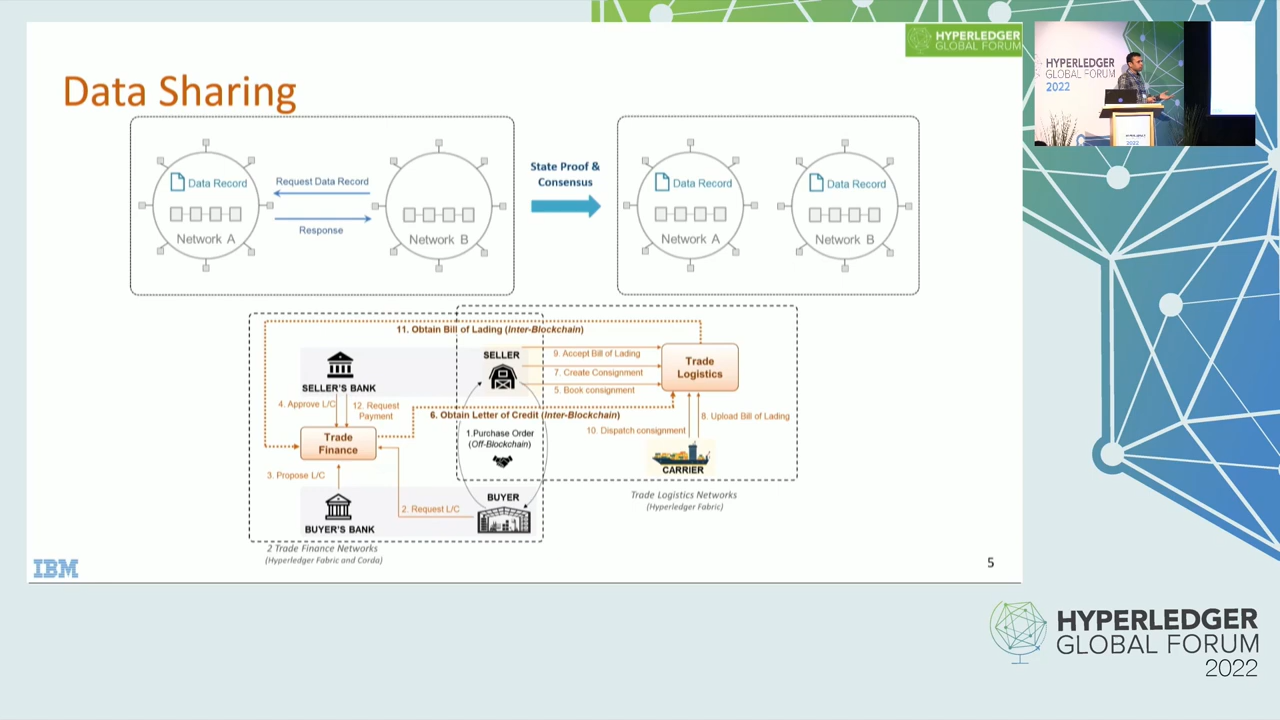 HYPERLEDGER
GLOBAL FORUM
HYPERLEDGER
GLOBAL FORUM
2022
Data Sharing
Data Record
Network A
Request Data Record
Response
Network B
State Proof &
Consensus
Data Record
Network A
Data Record
Network B
11. Obtain Bill of Lading (Inter-Blockchain)
SELLER'S BANK
SELLER
9. Accept Bill of Lading
7. Create Consignment
5. Book consignment
Trade
Logistics
4. Approve L/C
12. Request
Payment
6. Obtain Letter of Credit (Inter-Blockchain)
8. Upload Bill of Lading
10. Dispatch consignment
Trade
Finance
1.Purchase Order
(Off-Blockchain)
CARRIER
3. Propose L/C
BUYER'S BANK
2. Request L/C
BUYER
Trade Logistics Networks
(Hyperledger Fabric)
2 Trade Finance Networks
(Hyperledger Fabric and Corda)
IBM
5
HYPERLEDGER
GLOBAL FORUM
2022